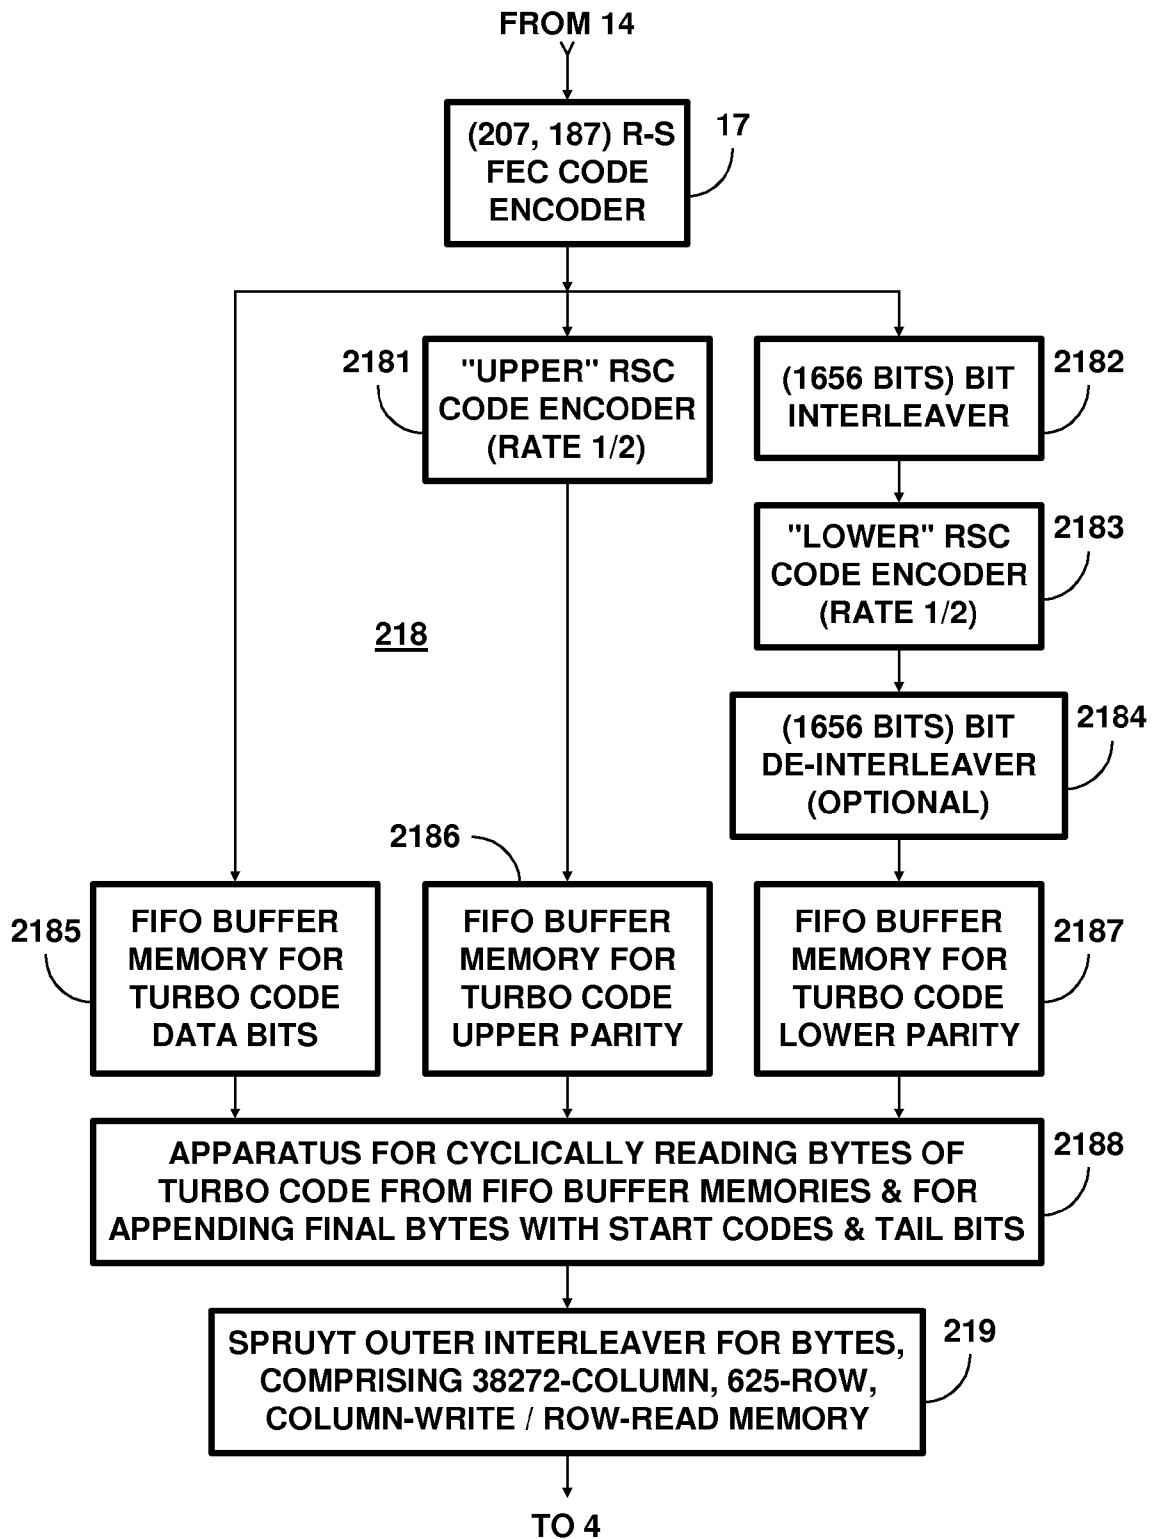 FROM 14
(207, 187) R-S
FEC CODE
ENCODER
17
2181
"UPPER" RSC
CODE ENCODER
(RATE 1/2)
(1656 BITS) BIT
INTERLEAVER
2182
"LOWER" RSC
CODE ENCODER
(RATE 1/2)
2183
218
(1656 BITS) BIT
DE-INTERLEAVER
(OPTIONAL)
2184
2185
FIFO BUFFER
MEMORY FOR
TURBO CODE
DATA BITS
2186
FIFO BUFFER
MEMORY FOR
TURBO CODE
UPPER PARITY
FIFO BUFFER
MEMORY FOR
TURBO CODE
LOWER PARITY
2187
APPARATUS FOR CYCLICALLY READING BYTES OF
TURBO CODE FROM FIFO BUFFER MEMORIES & FOR
APPENDING FINAL BYTES WITH START CODES & TAIL BITS
2188
SPRUYT OUTER INTERLEAVER FOR BYTES,
COMPRISING 38272-COLUMN, 625-ROW,
COLUMN-WRITE / ROW-READ MEMORY
219
TO 4